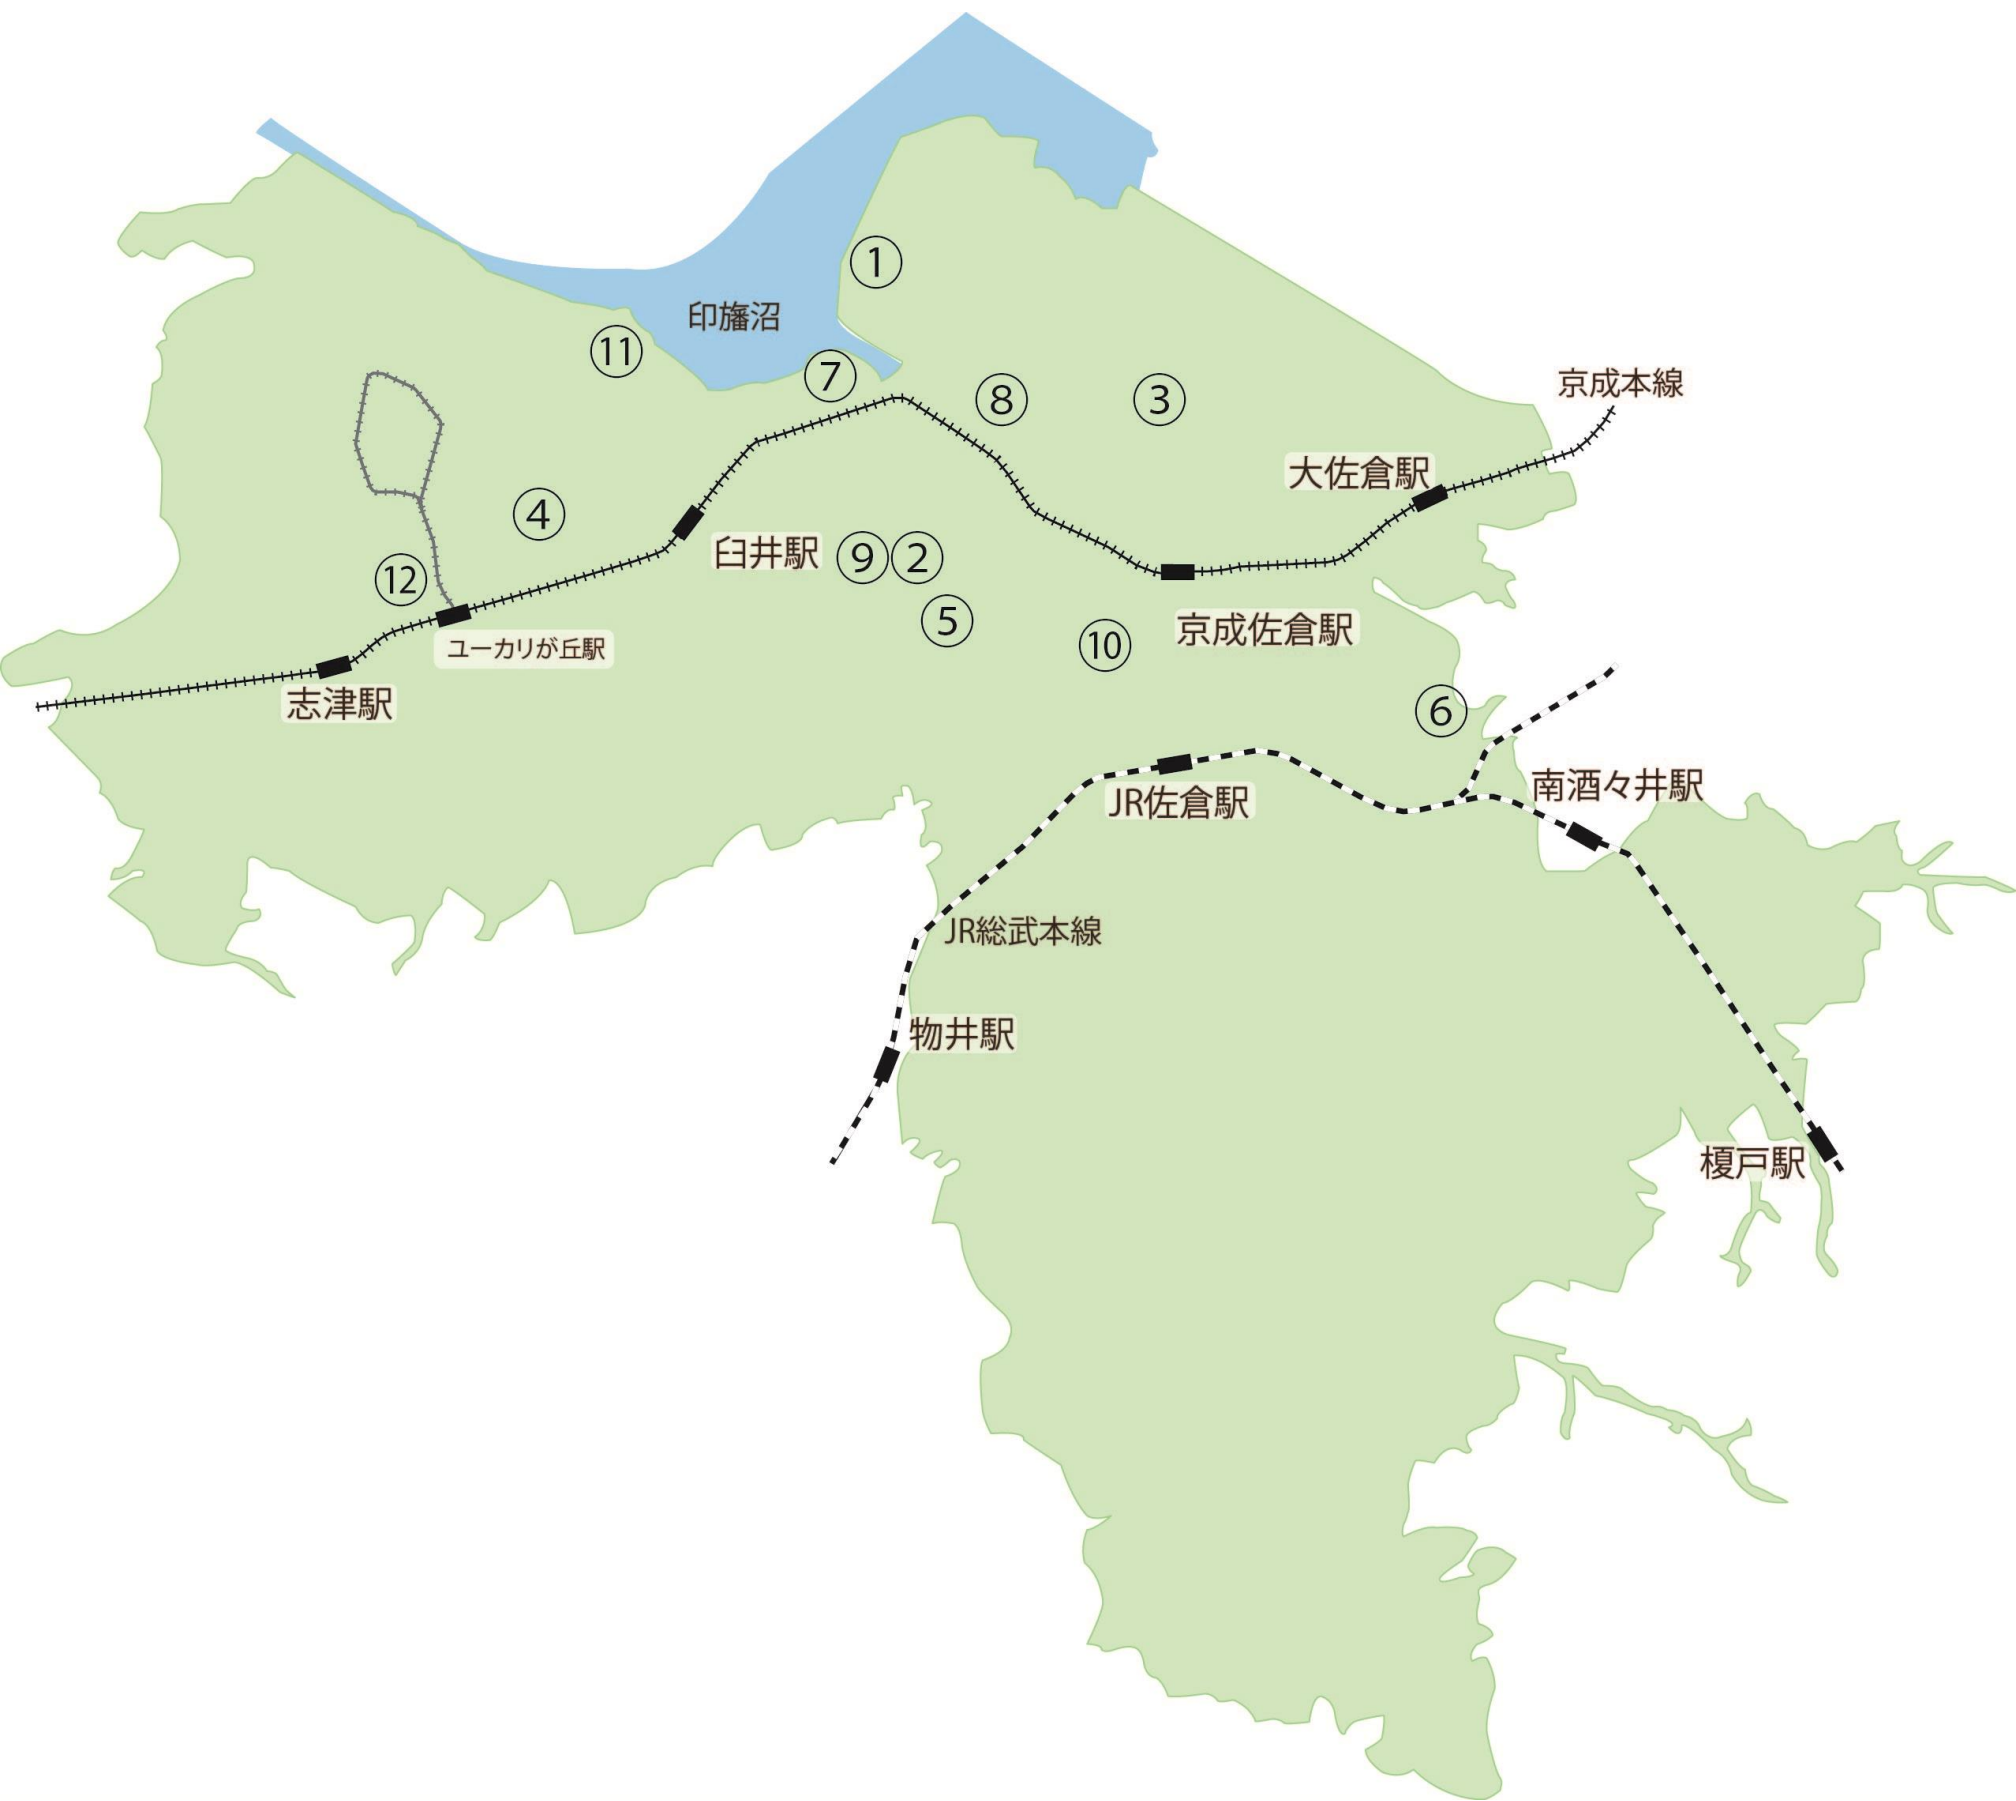 ①
印旛沼
⑪
⑦
⑧
③
京成本線
大佐倉駅
④
臼井駅
⑨
②
⑫
京成佐倉駅
⑤
⑩
ユーカリが丘駅
志津駅
⑥
南酒々井駅
JR佐倉駅
JR総武本線
物井駅
榎戸駅